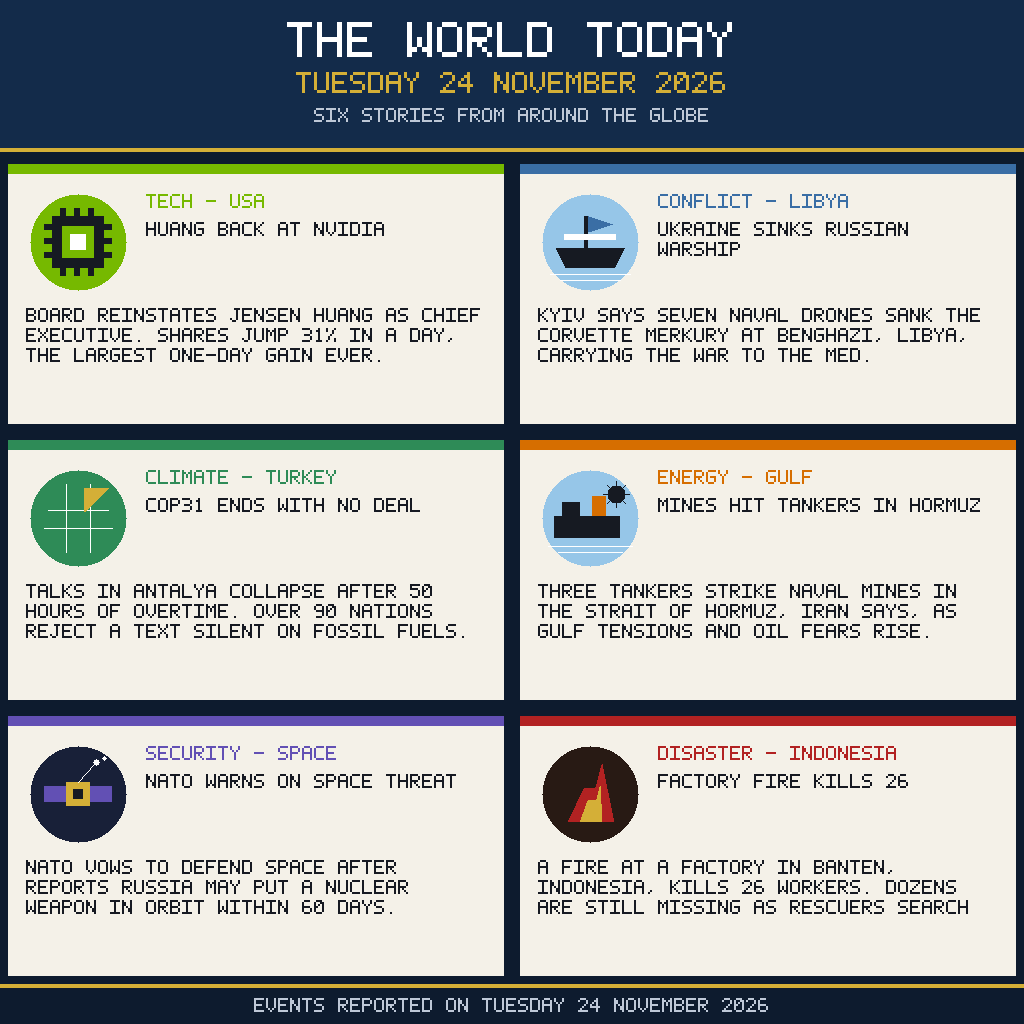 THE WORLD TODAY
TUESDAY 24 NOVEMBER 2026
SIX STORIES FROM AROUND THE GLOBE
TECH - USA
HUANG BACK AT NVIDIA
BOARD REINSTATES JENSEN HUANG AS CHIEF
EXECUTIVE. SHARES JUMP 31% IN A DAY,
THE LARGEST ONE-DAY GAIN EVER.
CONFLICT - LIBYA
UKRAINE SINKS RUSSIAN
WARSHIP
KYIV SAYS SEVEN NAVAL DRONES SANK THE
CORVETTE MERKURY AT BENGHAZI, LIBYA,
CARRYING THE WAR TO THE MED.
CLIMATE - TURKEY
COP31 ENDS WITH NO DEAL
TALKS IN ANTALYA COLLAPSE AFTER 50
HOURS OF OVERTIME. OVER 90 NATIONS
REJECT A TEXT SILENT ON FOSSIL FUELS.
ENERGY - GULF
MINES HIT TANKERS IN HORMUZ
THREE TANKERS STRIKE NAVAL MINES IN
THE STRAIT OF HORMUZ, IRAN SAYS, AS
GULF TENSIONS AND OIL FEARS RISE.
SECURITY - SPACE
NATO WARNS ON SPACE THREAT
NATO VOWS TO DEFEND SPACE AFTER
REPORTS RUSSIA MAY PUT A NUCLEAR
WEAPON IN ORBIT WITHIN 60 DAYS.
DISASTER - INDONESIA
FACTORY FIRE KILLS 26
A FIRE AT A FACTORY IN BANTEN,
INDONESIA, KILLS 26 WORKERS. DOZENS
ARE STILL MISSING AS RESCUERS SEARCH
EVENTS REPORTED ON TUESDAY 24 NOVEMBER 2026